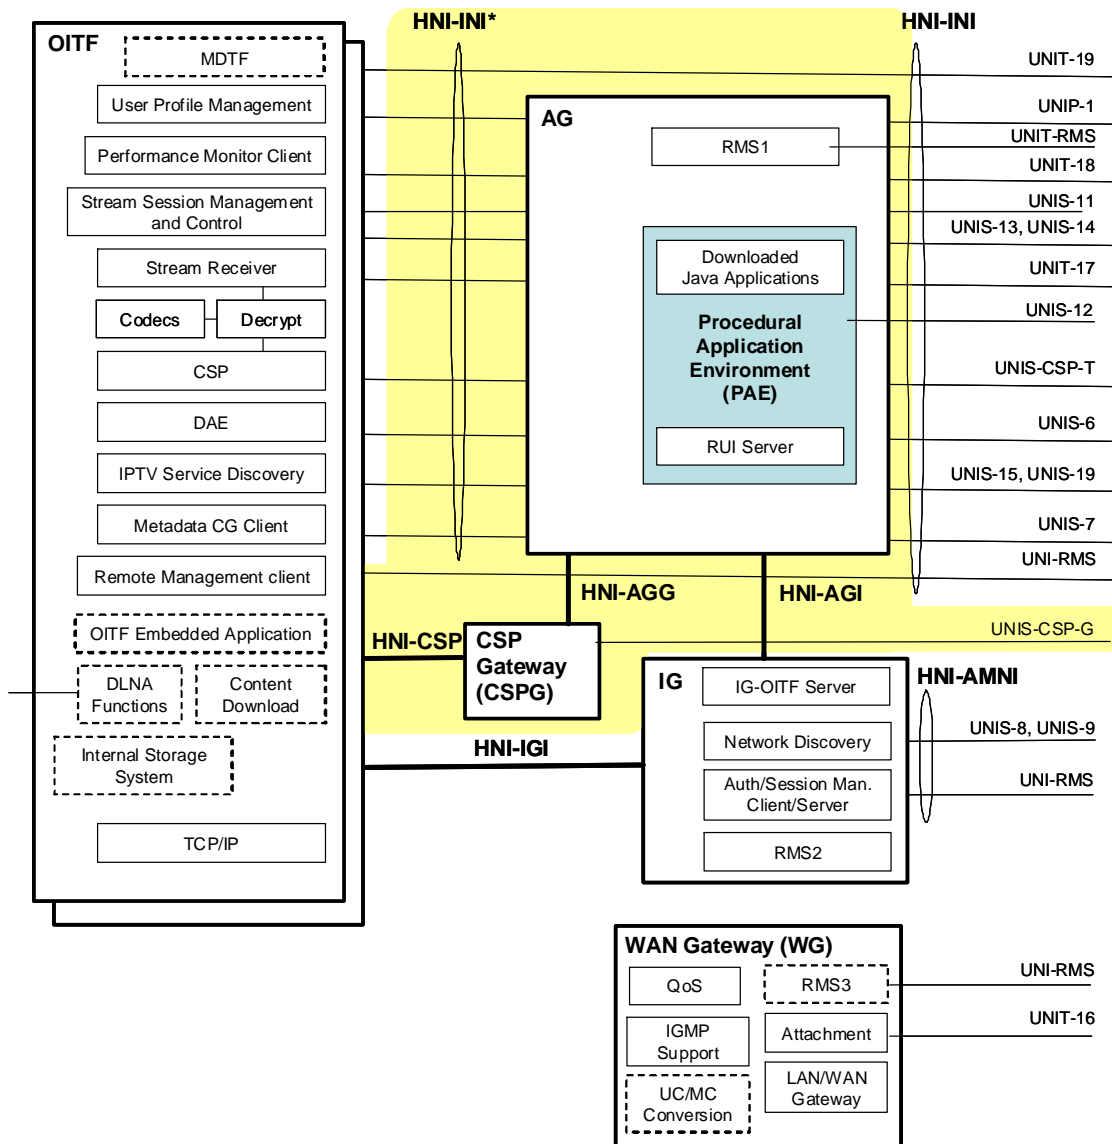 HNI-INI*
HNI-INI
OITF
MDTF
User Profile Management
Performance Monitor Client
Stream Session Management
and Control
Stream Receiver
Codecs
Decrypt
CSP
DAE
IPTV Service Discovery
Metadata CG Client
Remote Management client
OITF Embedded Application
DLNA
Functions
Content
Download
Internal Storage
System
TCP/IP
AG
RMS1
Downloaded
Java Applications
Procedural
Application
Environment
(PAE)
RUI Server
UNIT-19
UNIP-1
UNIT-RMS
UNIT-18
UNIS-11
UNIS-13, UNIS-14
UNIT-17
UNIS-12
UNIS-CSP-T
UNIS-6
UNIS-15, UNIS-19
UNIS-7
UNI-RMS
HNI-AGG
HNI-AGI
HNI-CSP
CSP
Gateway
(CSPG)
UNIS-CSP-G
HNI-IGI
IG
IG-OITF Server
Network Discovery
Auth/Session Man.
Client/Server
RMS2
HNI-AMNI
UNIS-8, UNIS-9
UNI-RMS
WAN Gateway (WG)
QoS
RMS3
IGMP
Support
Attachment
UC/MC
Conversion
LAN/WAN
Gateway
UNI-RMS
UNIT-16